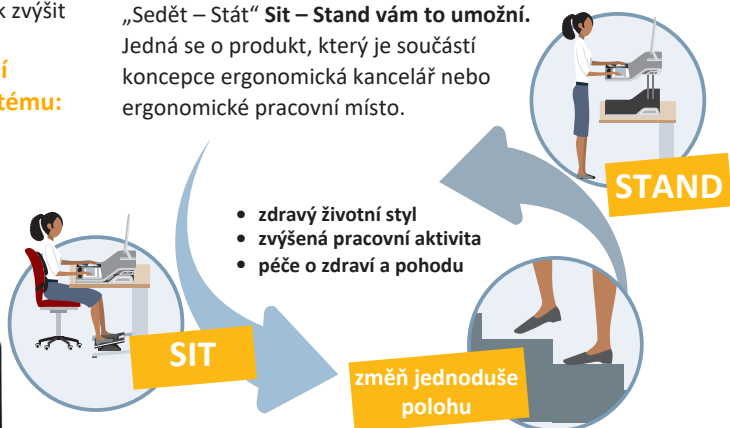 k zvýšit
í
tému:
„Sedět – Stát“ Sit – Stand vám to umožní.
Jedná se o produkt, který je součástí
koncepce ergonomická kancelář nebo
ergonomické pracovní místo.
STAND
• zdravý životní styl
• zvýšená pracovní aktivita
• péče o zdraví a pohodu
SIT
změň jednoduše
polohu